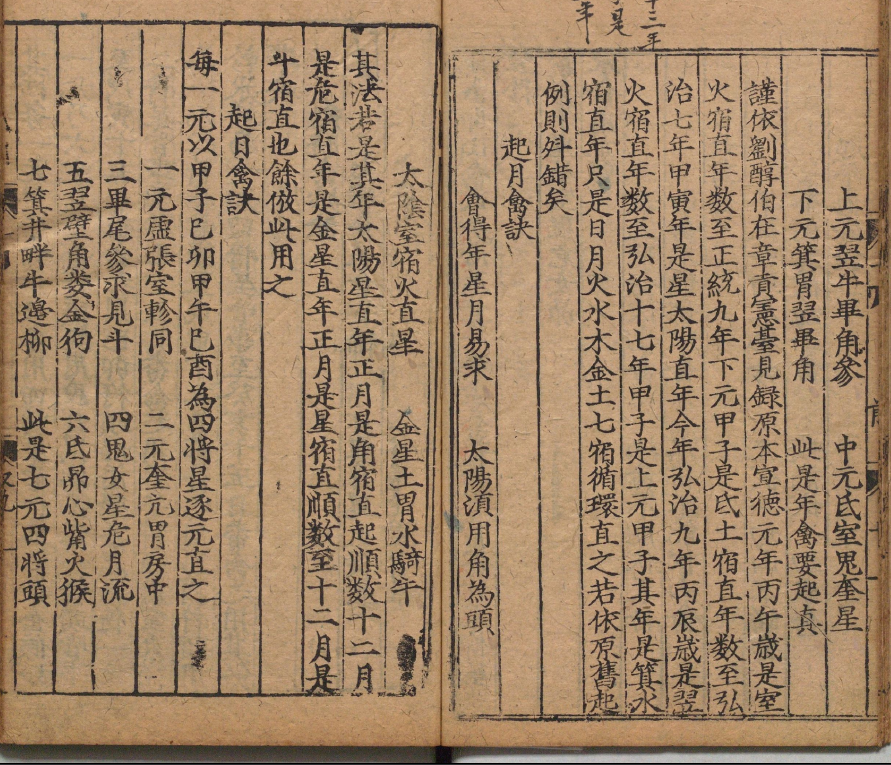 十三年
是
年
上元翌牛畢角參　中元氐室鬼奎星
下元箕胃翌畢角　此是年禽要起真
謹依劉醇伯在章貢憲臺見録原本宣德元年丙午歲是室
火宿直年数至正統九年下元甲子是氐土宿直年数至弘
治七年甲寅年是星太陽直年今年弘治九年丙辰歲是翌
火宿直年数至弘治十七年甲子是上元甲子其年是箕水
宿直年只是日月火水木金土七宿循環直之若依原舊起
例則舛錯矣
起月禽訣
會得年星月易求　太陽湏用角為頭
太陰室宿火直星　金星土胃水騎午
其法若是其年太陽星直年正月是角宿直起順数十二月
是危宿直年是金星直年正月是星宿直順數至十二月是
斗宿直也餘倣此用之
起日禽訣
每一元以甲子巳卯甲午巳酉為四將星逐元直之
一元虛張室軫同　二元奎亢胃房中
三畢尾參求見斗　四鬼女星危月流
五翌壁角娄金狗　六氐昴心觜火猴
七箕井畔牛邊柳　此是七元四將頭